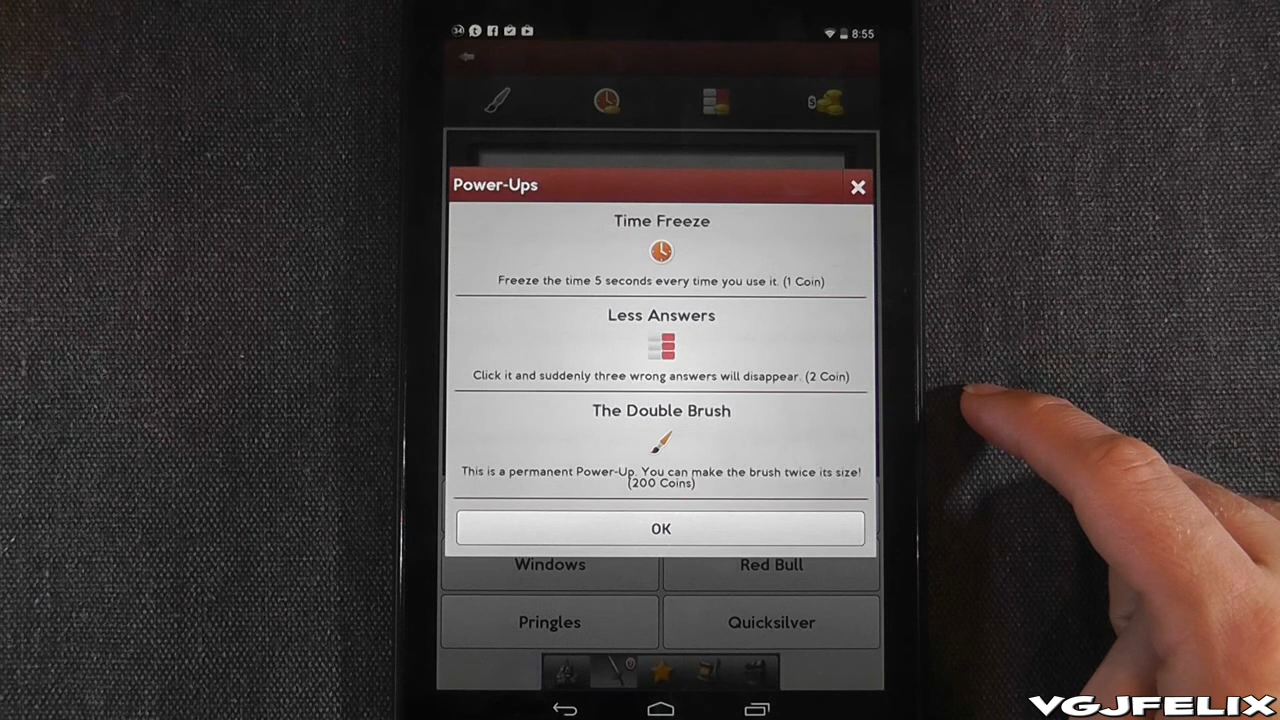 34
8:55
9
Power-Ups
Time Freeze
Freeze the time 5 seconds every time you use it. (1 Coin)
Less Answers
Click it and suddenly three wrong answers will disappear. (2 Coin)
The Double Brush
This is a permanent Power-Up. You can make the brush twice its size!
(200 Coins)
OK
Windows
Red Bull
Pringles
Quicksilver
VGJFELIX